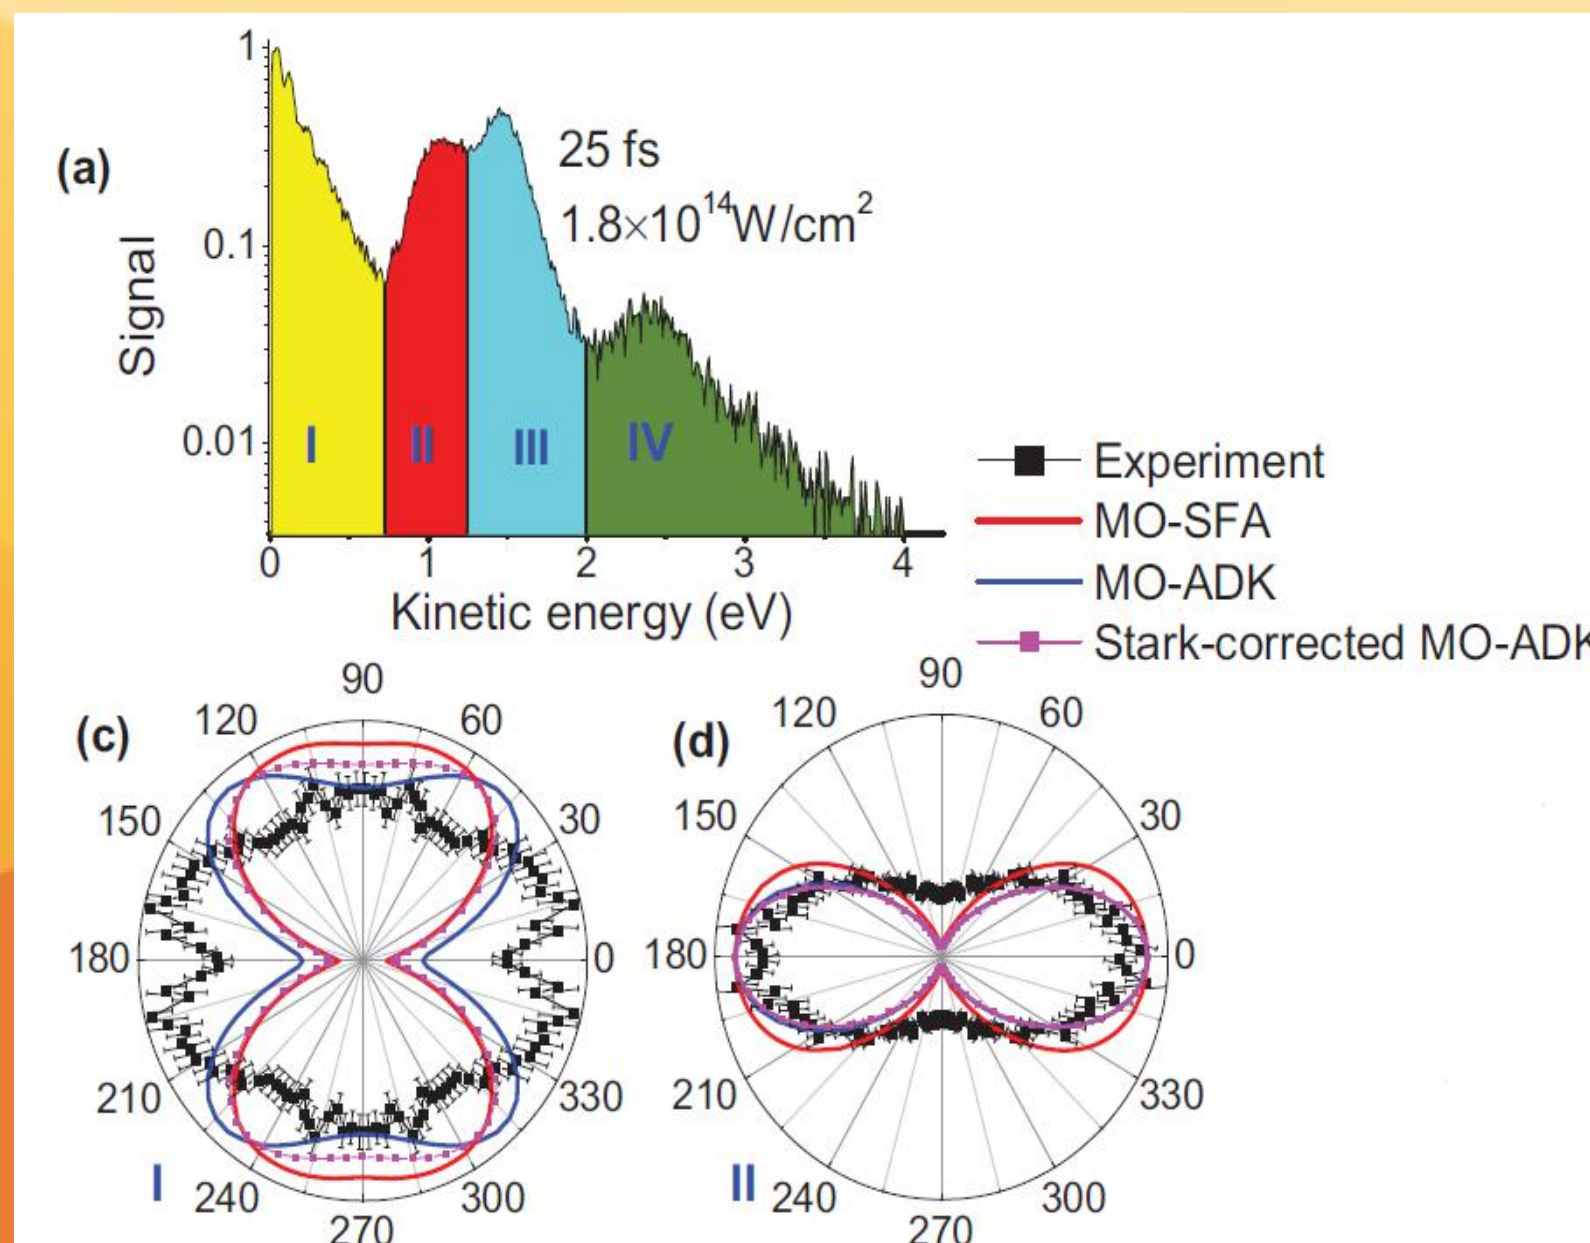 (a)
Signal
1
0.1
0.01
25 fs
1.8×10¹⁴W/cm²
I II III IV
0 1 2 3 4
Kinetic energy (eV)
Experiment
MO-SFA
MO-ADK
Stark-corrected MO-ADK
(c)
90
120 60
150 30
180 0
210 330
240 300
270
I
(d)
90
120 60
150 30
180 0
210 330
240 300
270
II